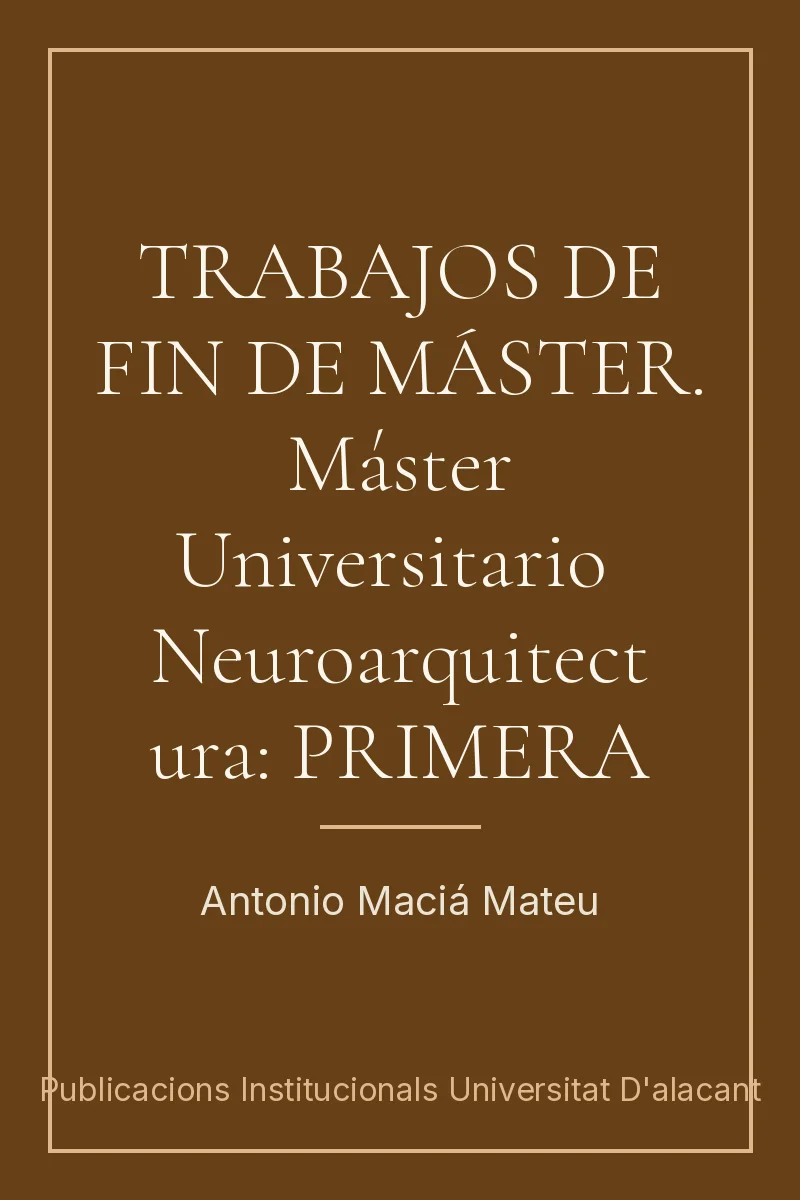 TRABAJOS DE
FIN DE MÁSTER.
Máster
Universitario
Neuroarquitect
ura: PRIMERA
Antonio Maciá Mateu
Publicacions Institucionals Universitat D'alacant